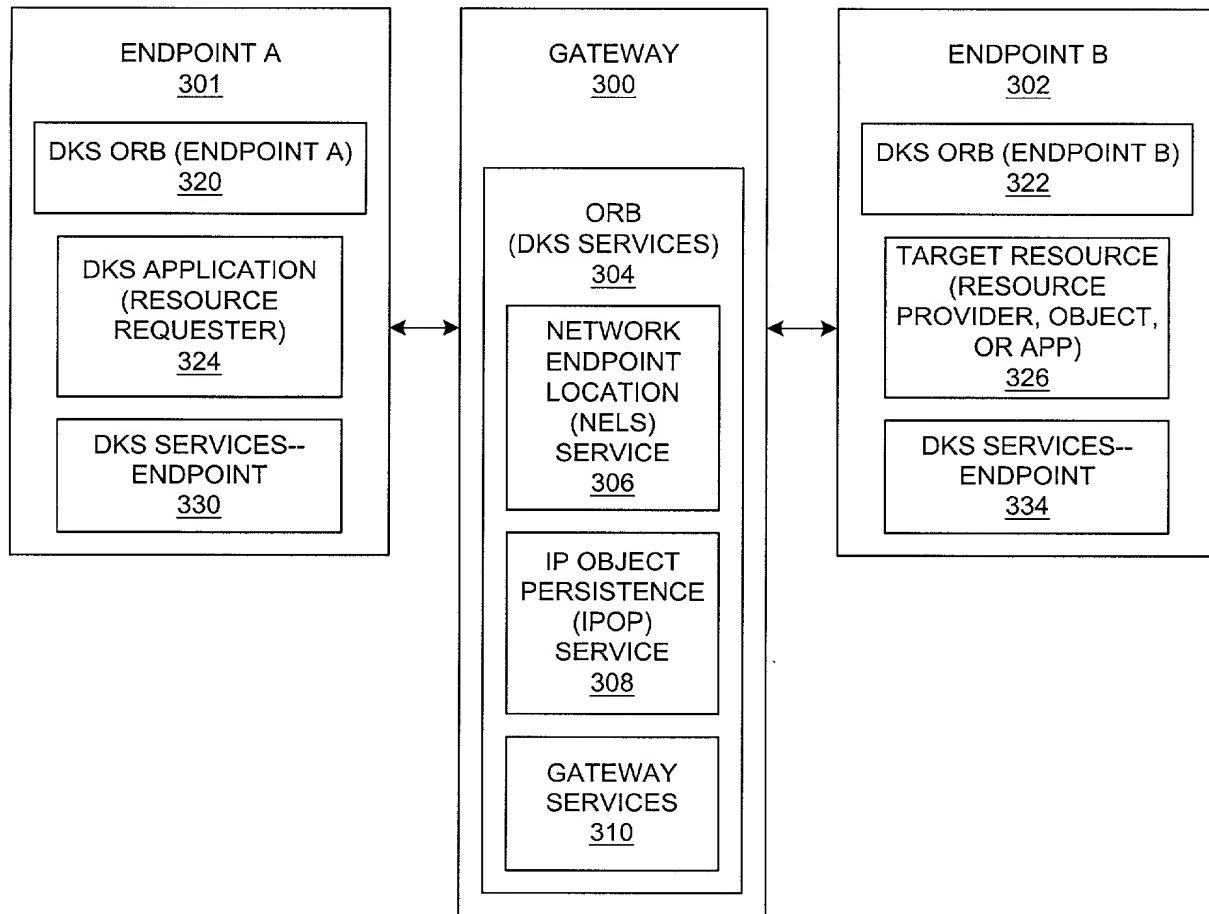 ENDPOINT A
301
DKS ORB (ENDPOINT A)
320
DKS APPLICATION
(RESOURCE
REQUESTER)
324
DKS SERVICES--
ENDPOINT
330
GATEWAY
300
ORB
(DKS SERVICES)
304
NETWORK
ENDPOINT
LOCATION
(NELS)
SERVICE
306
IP OBJECT
PERSISTENCE
(IPOP)
SERVICE
308
GATEWAY
SERVICES
310
ENDPOINT B
302
DKS ORB (ENDPOINT B)
322
TARGET RESOURCE
(RESOURCE
PROVIDER, OBJECT,
OR APP)
326
DKS SERVICES--
ENDPOINT
334